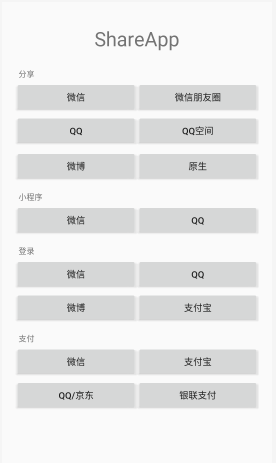 ShareApp
分享
微信 微信朋友圈
QQ QQ空间
微博 原生
小程序
微信 QQ
登录
微信 QQ
微博 支付宝
支付
微信 支付宝
QQ/京东 银联支付